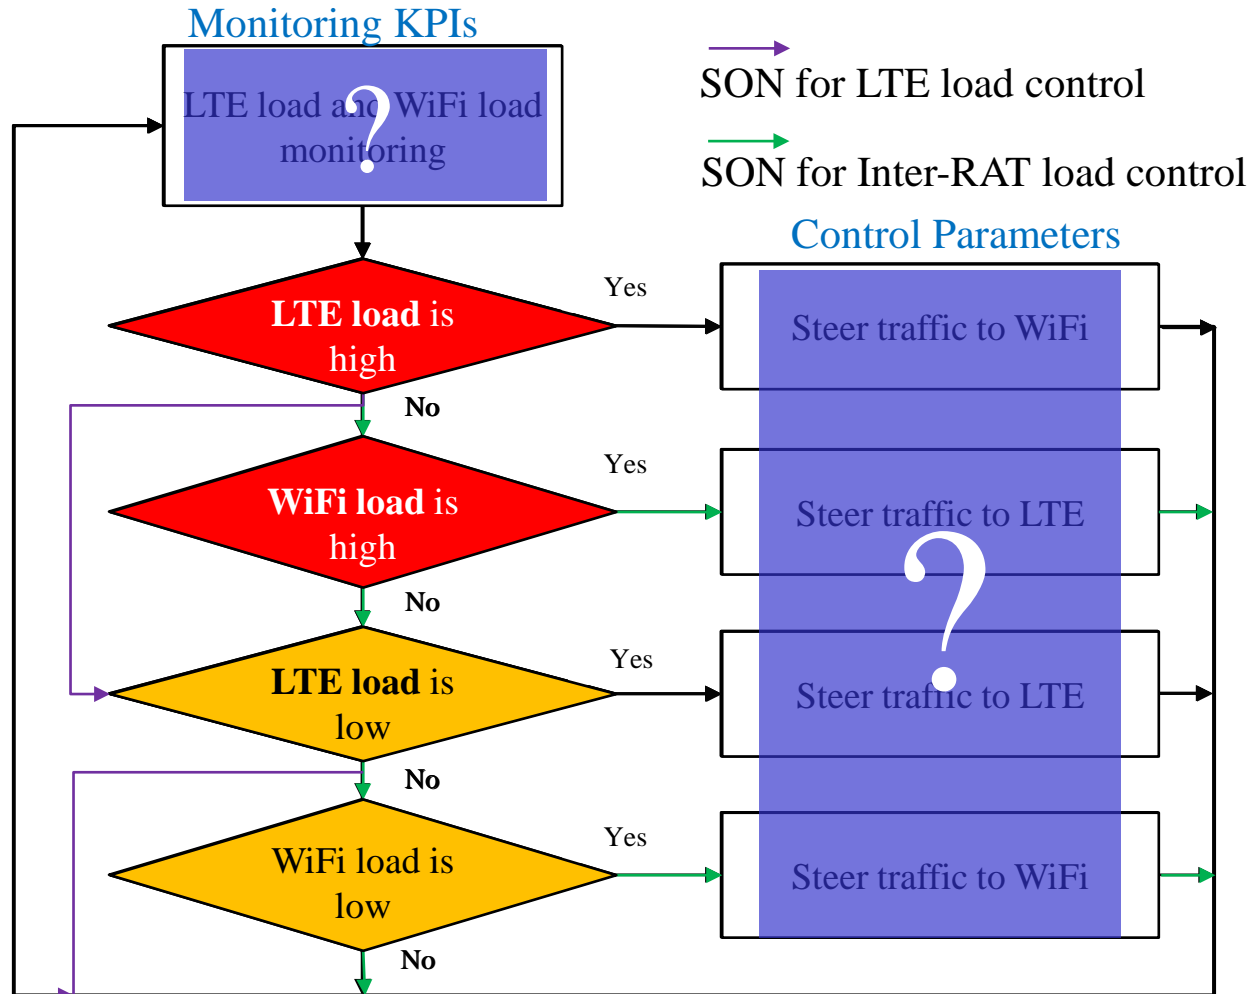 Monitoring KPIs
LTE load and WiFi load
monitoring
?
SON for LTE load control
SON for Inter-RAT load control
Control Parameters
LTE load is
high
Yes
Steer traffic to WiFi
No
WiFi load is
high
Yes
Steer traffic to LTE
?
No
LTE load is
low
Yes
Steer traffic to LTE
No
WiFi load is
low
Yes
Steer traffic to WiFi
No